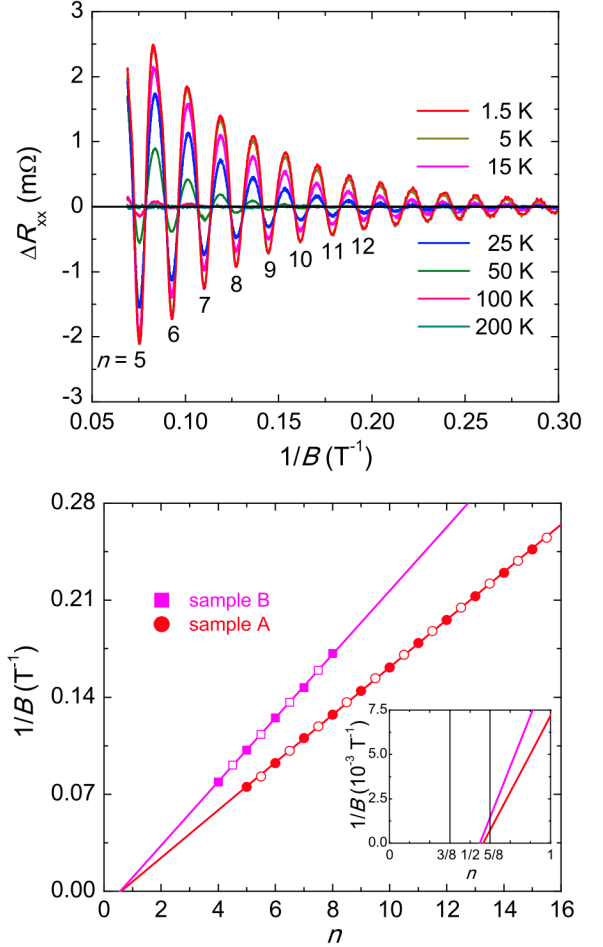 3
2
1
0
-1
-2
-3
ΔRxx (mΩ)
1.5 K
5 K
15 K
25 K
50 K
100 K
200 K
n = 5
6
7
8
9
10
11
12
0.05 0.10 0.15 0.20 0.25 0.30
1/B (T⁻¹)
0.28
0.21
0.14
0.07
0.00
1/B (T⁻¹)
sample B
sample A
7.5
5.0
2.5
0.0
1/B (10⁻³ T⁻¹)
0 3/8 1/2 5/8 1
n
0 2 4 6 8 10 12 14 16
n